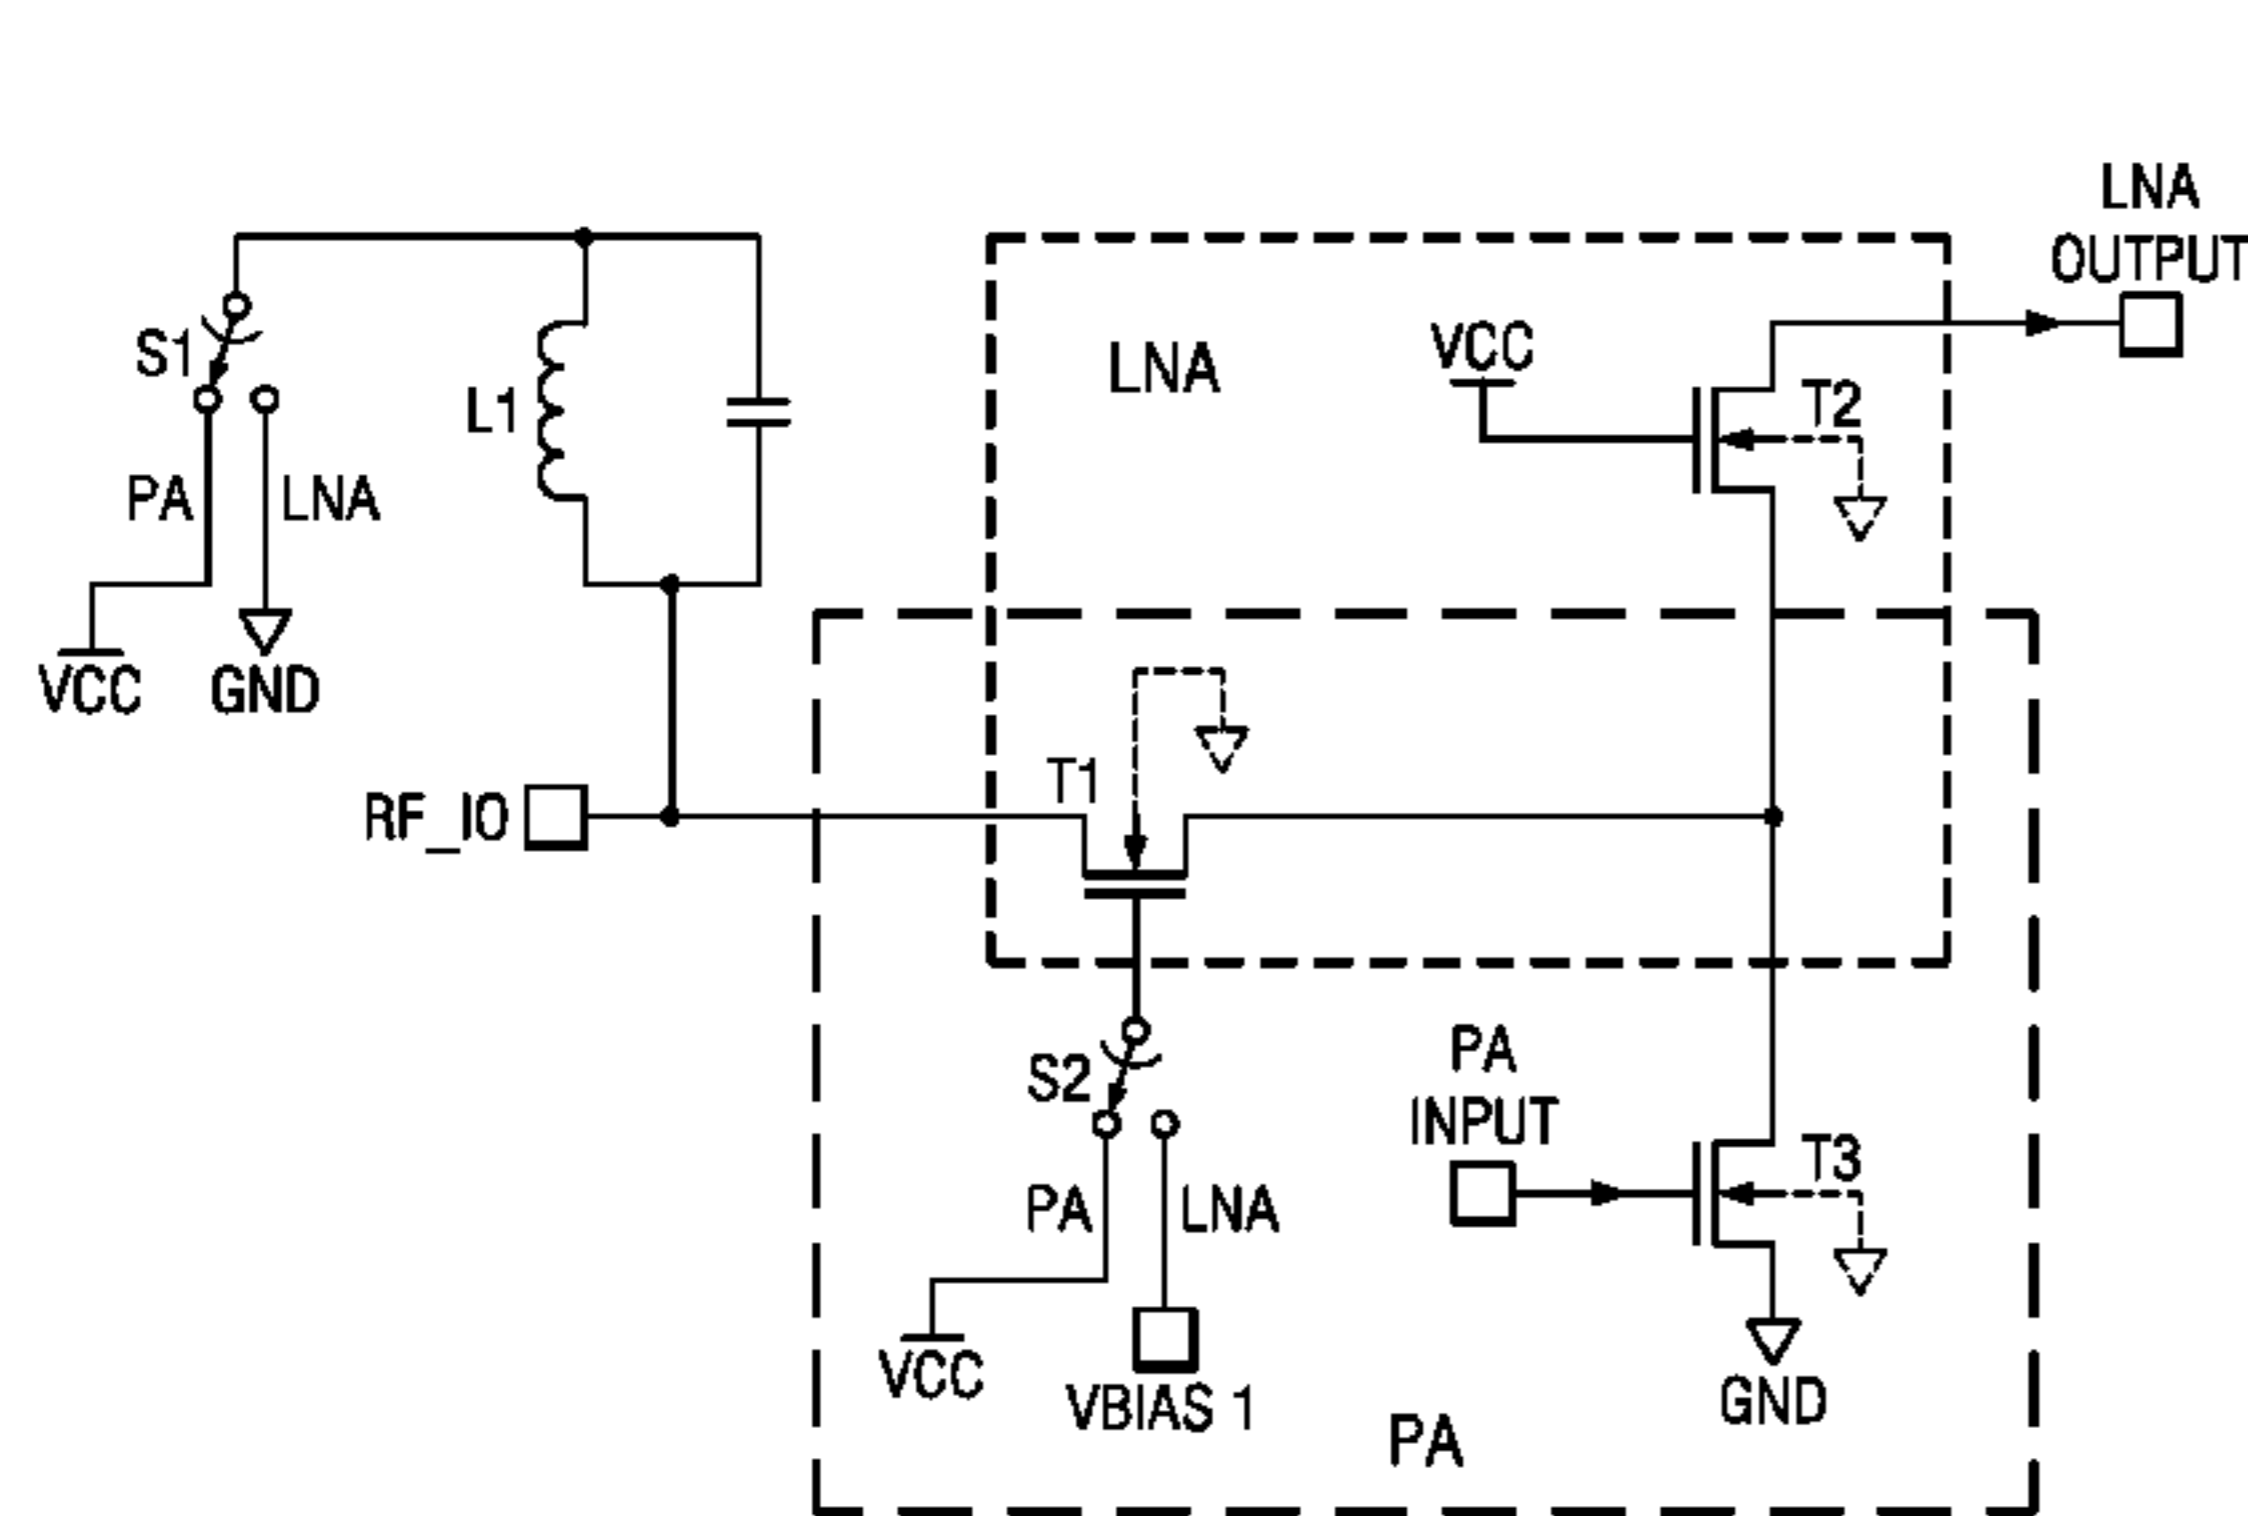 LNA
OUTPUT
S1
L1
LNA
VCC
T2
PA
LNA
VCC
GND
T1
RF_IO
S2
PA
INPUT
T3
PA
LNA
VCC
VBIAS 1
GND
PA